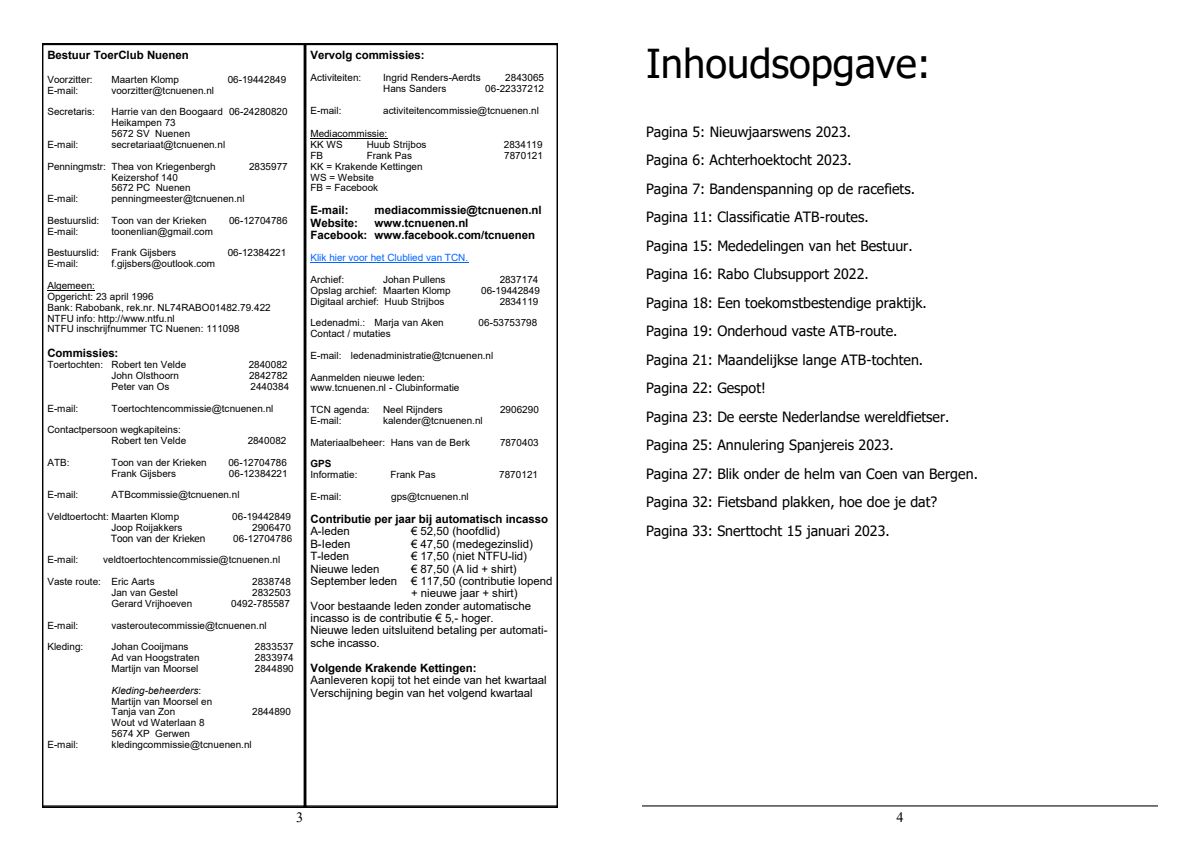 Bestuur ToerClub Nuenen
Voorzitter: Maarten Klomp 06-19442849
E-mail: voorzitter@tcnuenen.nl
Secretaris: Harrie van den Boogaard 06-24280820
Heikampen 73
5672 SV Nuenen
E-mail: secretariaat@tcnuenen.nl
Penningmstr: Thea von Kriegenbergh 2835977
Keizershof 140
5672 PC Nuenen
E-mail: penningmeester@tcnuenen.nl
Bestuurslid: Toon van der Krieken 06-12704786
E-mail: toonenlian@gmail.com
Bestuurslid: Frank Gijsbers 06-12384221
E-mail: f.gijsbers@outlook.com
Algemeen:
Opgericht: 23 april 1996
Bank: Rabobank, rek.nr. NL74RABO01482.79.422
NTFU info: http://www.ntfu.nl
NTFU inschrijfnummer TC Nuenen: 111098
Commissies:
Toertochten: Robert ten Velde 2840082
John Olsthoorn 2842782
Peter van Os 2440384
E-mail: Toertochtencommissie@tcnuenen.nl
Contactpersoon wegkapiteins:
Robert ten Velde 2840082
ATB: Toon van der Krieken 06-12704786
Frank Gijsbers 06-12384221
E-mail: ATBcommissie@tcnuenen.nl
Veldtoertocht: Maarten Klomp 06-19442849
Joop Roijakkers 2906470
Toon van der Krieken 06-12704786
E-mail: veldtoertochtencommissie@tcnuenen.nl
Vaste route: Eric Aarts 2838748
Jan van Gestel 2832503
Gerard Vrijhoeven 0492-785587
E-mail: vasteroutecommissie@tcnuenen.nl
Kleding: Johan Cooijmans 2833537
Ad van Hoogstraten 2833974
Martijn van Moorsel 2844890
Kleding-beheerders:
Martijn van Moorsel en
Tanja van Zon 2844890
Wout vd Waterlaan 8
5674 XP Gerwen
E-mail: kledingcommissie@tcnuenen.nl
Vervolg commissies:
Activiteiten: Ingrid Renders-Aerdts 2843065
Hans Sanders 06-22337212
E-mail: activiteitencommissie@tcnuenen.nl
Mediacommissie:
KK WS Huub Strijbos 2834119
FB Frank Pas 7870121
KK = Krakende Kettingen
WS = Website
FB = Facebook
E-mail: mediacommissie@tcnuenen.nl
Website: www.tcnuenen.nl
Facebook: www.facebook.com/tcnuenen
Klik hier voor het Clublied van TCN.
Archief: Johan Pullens 2837174
Opslag archief: Maarten Klomp 06-19442849
Digitaal archief: Huub Strijbos 2834119
Ledenadmi.: Marja van Aken 06-53753798
Contact / mutaties
E-mail: ledenadministratie@tcnuenen.nl
Aanmelden nieuwe leden:
www.tcnuenen.nl - Clubinformatie
TCN agenda: Neel Rijnders 2906290
E-mail: kalender@tcnuenen.nl
Materiaalbeheer: Hans van de Berk 7870403
GPS
Informatie: Frank Pas 7870121
E-mail: gps@tcnuenen.nl
Contributie per jaar bij automatisch incasso
A-leden € 52,50 (hoofdlid)
B-leden € 47,50 (medegezinslid)
T-leden € 17,50 (niet NTFU-lid)
Nieuwe leden € 87,50 (A lid + shirt)
September leden € 117,50 (contributie lopend
+ nieuwe jaar + shirt)
Voor bestaande leden zonder automatische
incasso is de contributie € 5,- hoger.
Nieuwe leden uitsluitend betaling per automati-
sche incasso.
Volgende Krakende Kettingen:
Aanleveren kopij tot het einde van het kwartaal
Verschijning begin van het volgend kwartaal
3
Inhoudsopgave:
Pagina 5: Nieuwjaarswens 2023.
Pagina 6: Achterhoektocht 2023.
Pagina 7: Bandenspanning op de racefiets.
Pagina 11: Classificatie ATB-routes.
Pagina 15: Mededelingen van het Bestuur.
Pagina 16: Rabo Clubsupport 2022.
Pagina 18: Een toekomstbestendige praktijk.
Pagina 19: Onderhoud vaste ATB-route.
Pagina 21: Maandelijkse lange ATB-tochten.
Pagina 22: Gespot!
Pagina 23: De eerste Nederlandse wereldfietser.
Pagina 25: Annulering Spanjereis 2023.
Pagina 27: Blik onder de helm van Coen van Bergen.
Pagina 32: Fietsband plakken, hoe doe je dat?
Pagina 33: Snerttocht 15 januari 2023.
4